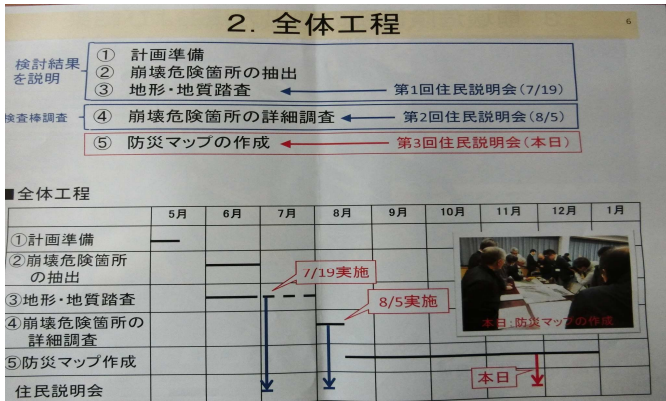 2. 全体工程
6
検討結果
を説明
① 計画準備
② 崩壊危険箇所の抽出
③ 地形・地質踏査
第1回住民説明会(7/19)
検査棒調査
④ 崩壊危険箇所の詳細調査
第2回住民説明会(8/5)
⑤ 防災マップの作成
第3回住民説明会(本日)
■全体工程
5月 6月 7月 8月 9月 10月 11月 12月 1月
①計画準備
②崩壊危険箇所
の抽出
7/19実施
③地形・地質踏査
8/5実施
④崩壊危険箇所の
詳細調査
本日:防災マップの作成
⑤防災マップ作成
本日
住民説明会